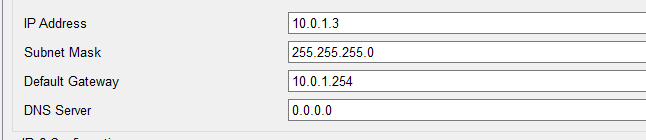 IP Address 10.0.1.3
Subnet Mask 255.255.255.0
Default Gateway 10.0.1.254
DNS Server 0.0.0.0